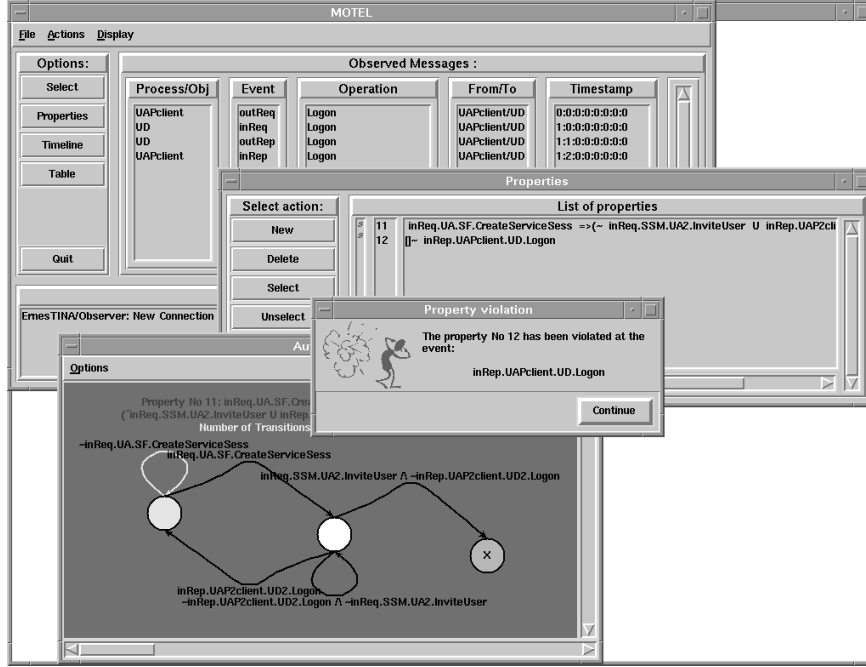 MOTEL
File Actions Display
Options:
Select
Properties
Timeline
Table
Quit
Observed Messages :
Process/Obj Event Operation From/To Timestamp
UAPclient outReq Logon UAPclient/UD 0:0:0:0:0:0:0
UD inReq Logon UAPclient/UD 1:0:0:0:0:0:0
UD outRep Logon UAPclient/UD 1:1:0:0:0:0:0
UAPclient inRep Logon UAPclient/UD 1:2:0:0:0:0:0
ErnesTINA/Observer: New Connection
Properties
Select action:
New
Delete
Select
Unselect
List of properties
s 11 inReq.UA.SF.CreateServiceSess =>(~ inReq.SSM.UA2.InviteUser U inRep.UAP2cli
s 12 []~ inRep.UAPclient.UD.Logon
Property violation
The property No 12 has been violated at the
event:
inRep.UAPclient.UD.Logon
Continue
Au
Options
Property No 11: inReq.UA.SF.Crea
(~inReq.SSM.UA2.InviteUser U inRep
Number of Transitions
~inReq.UA.SF.CreateServiceSess
inReq.UA.SF.CreateServiceSess
inReq.SSM.UA2.InviteUser /\ ~inRep.UAP2client.UD2.Logon
X
inRep.UAP2client.UD2.Logon
~inRep.UAP2client.UD2.Logon /\ ~inReq.SSM.UA2.InviteUser